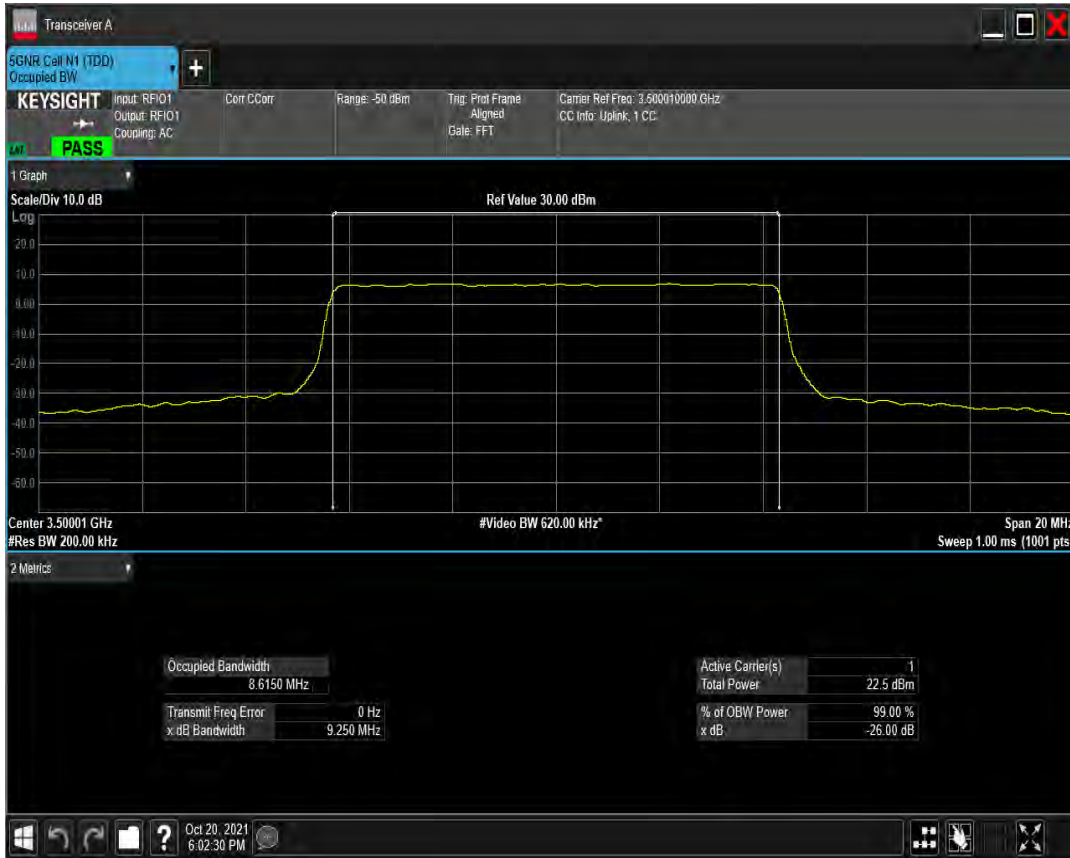 Transceiver A
5GNR Cell N1 (TDD)
Occupied BW
+
KEYSIGHT
Input: RFIO1
Output: RFIO1
Coupling: AC
Corr CCorr
Range: -50 dBm
Trig: Prot Frame
Aligned
Gate: FFT
Carrier Ref Freq: 3.500010000 GHz
CC Info: Uplink, 1 CC
PASS
1 Graph
Scale/Div 10.0 dB
Ref Value 30.00 dBm
Log
20.0
10.0
0.00
-10.0
-20.0
-30.0
-40.0
-50.0
-60.0
Center 3.50001 GHz
#Video BW 620.00 kHz*
Span 20 MHz
#Res BW 200.00 kHz
Sweep 1.00 ms (1001 pts
2 Metrics
Occupied Bandwidth
8.6150 MHz
Transmit Freq Error 0 Hz
x dB Bandwidth 9.250 MHz
Active Carrier(s) 1
Total Power 22.5 dBm
% of OBW Power 99.00 %
x dB -26.00 dB
?
Oct 20, 2021
6:02:30 PM